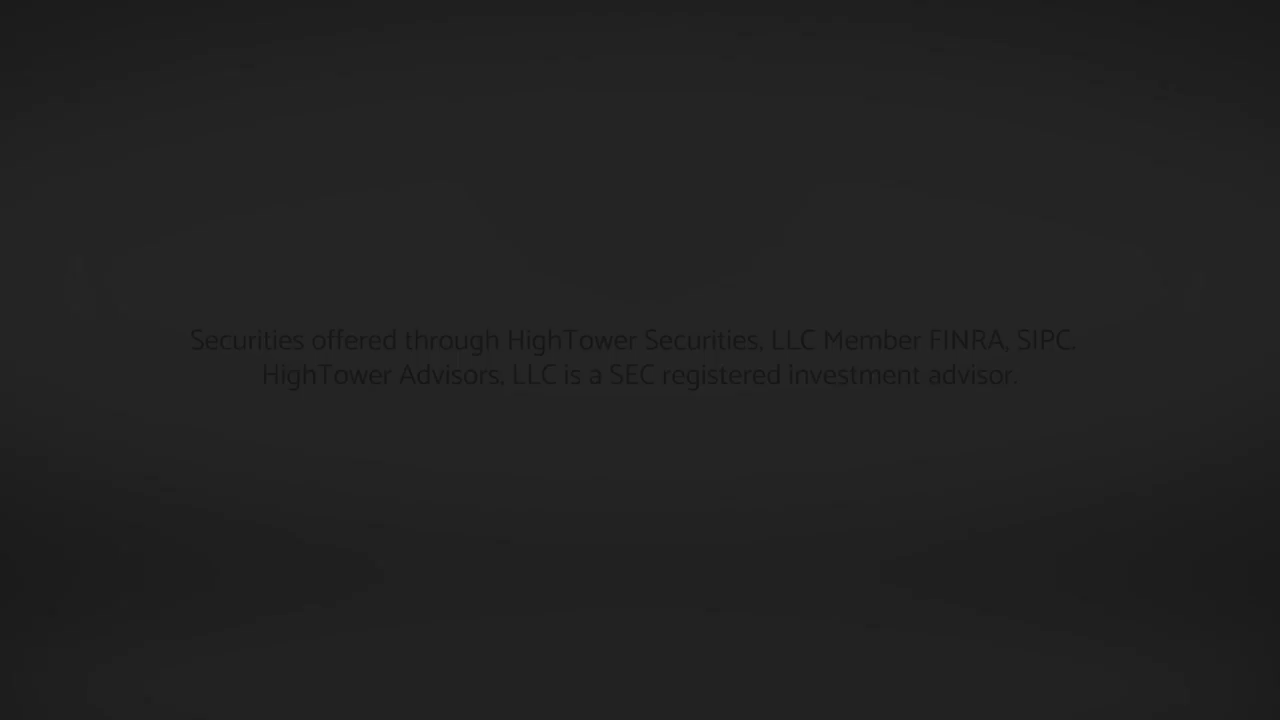 Securities offered through HighTower Securities, LLC Member FINRA, SIPC.
HighTower Advisors, LLC is a SEC registered investment advisor.